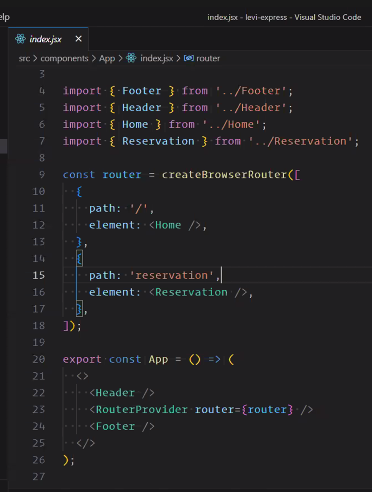 elp
index.jsx - levi-express - Visual Studio Code
index.jsx
src > components > App > index.jsx > router
3
4 import { Footer } from '../Footer';
5 import { Header } from '../Header';
6 import { Home } from '../Home';
7 import { Reservation } from '../Reservation';
8
9 const router = createBrowserRouter([
10 {
11 path: '/',
12 element: <Home />,
13 },
14 {
15 path: 'reservation',
16 element: <Reservation />,
17 },
18 ]);
19
20 export const App = () => (
21 <>
22 <Header />
23 <RouterProvider router={router} />
24 <Footer />
25 </>
26 );
27